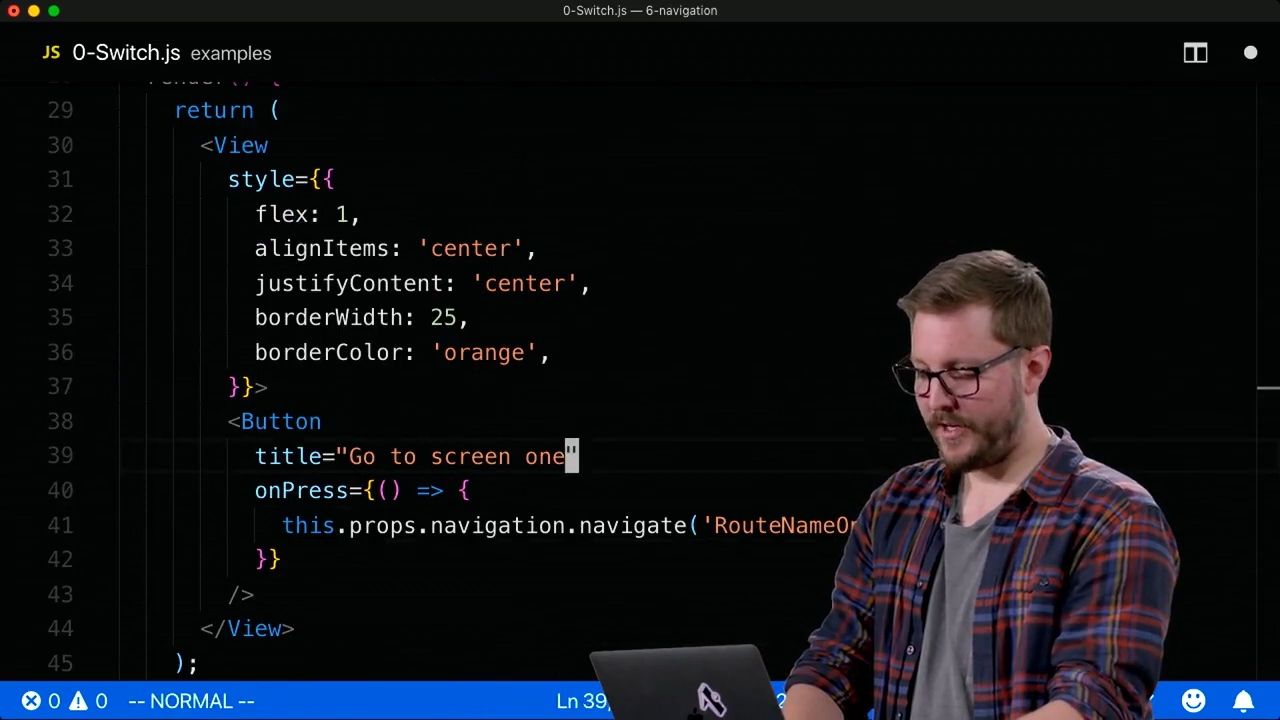 0-Switch.js — 6-navigation
JS 0-Switch.js examples
29 return (
30 <View
31 style={{
32 flex: 1,
33 alignItems: 'center',
34 justifyContent: 'center',
35 borderWidth: 25,
36 borderColor: 'orange',
37 }}>
38 <Button
39 title="Go to screen one"
40 onPress={() => {
41 this.props.navigation.navigate('RouteNameO
42 }}
43 />
44 </View>
45 );
0 0 -- NORMAL -- Ln 39,